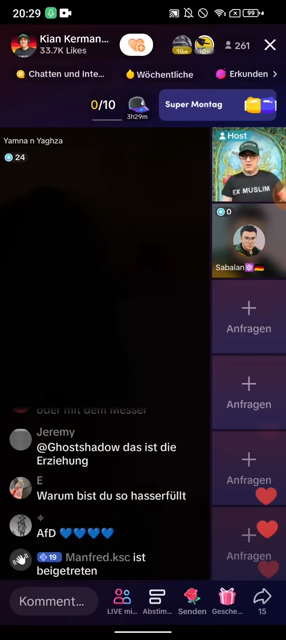 20:29
99
Kian Kerman...
33.7K Likes
10m
261
Chatten und Inte...
Wöchentliche
Erkunden
0/10
3h29m
Super Montag
Yamna n Yaghza
24
Host
EX MUSLIM
0
Sabalan
Anfragen
Anfragen
Anfragen
Anfragen
oder mit dem Messer
Jeremy
@Ghostshadow das ist die
Erziehung
E
Warum bist du so hasserfüllt
AfD 💙💙💙💙
19 Manfred.ksc ist
beigetreten
Komment...
LIVE mi...
Abstim...
Senden
Gesche...
15